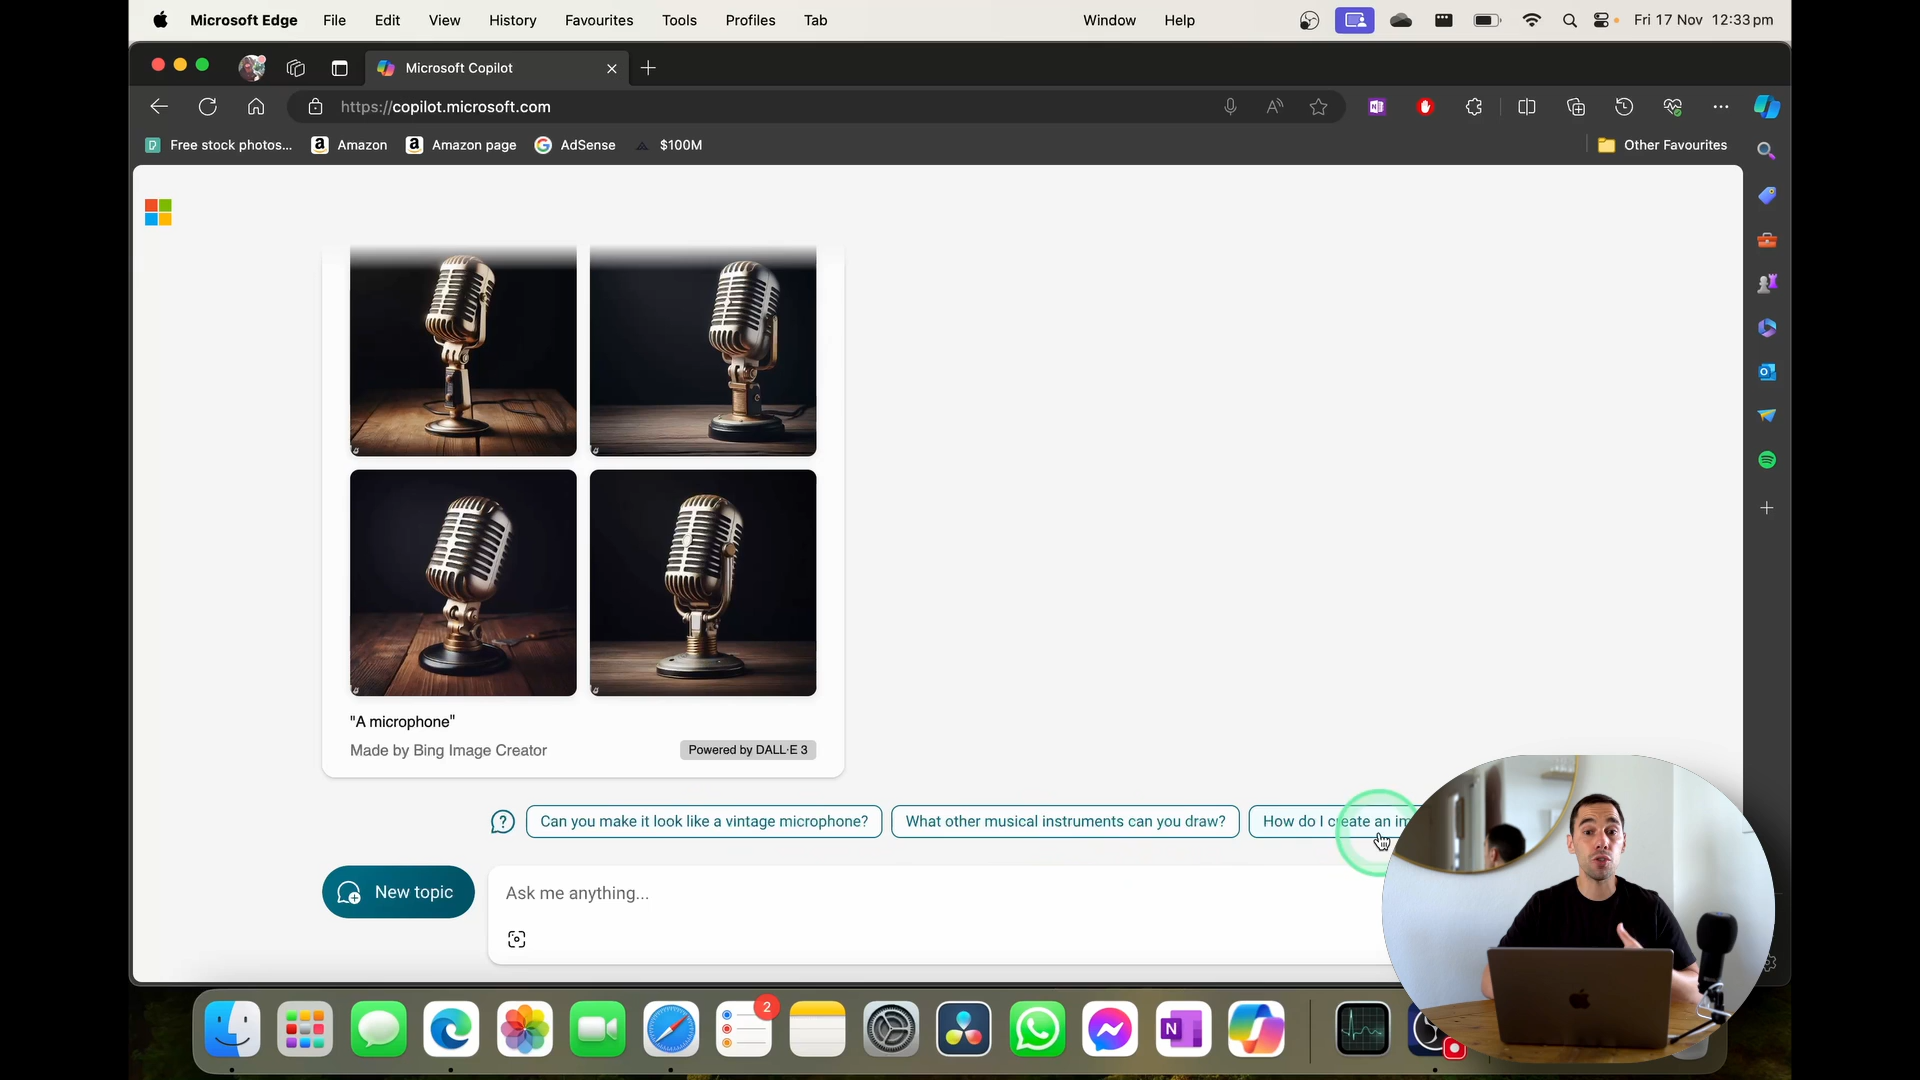 Microsoft Edge File Edit View History Favourites Tools Profiles Tab Window Help Fri 17 Nov 12:33 pm
Microsoft Copilot
https://copilot.microsoft.com
Free stock photos... Amazon Amazon page AdSense $100M Other Favourites
"A microphone"
Made by Bing Image Creator Powered by DALL·E 3
Can you make it look like a vintage microphone? What other musical instruments can you draw? How do I create an im
New topic Ask me anything...
2